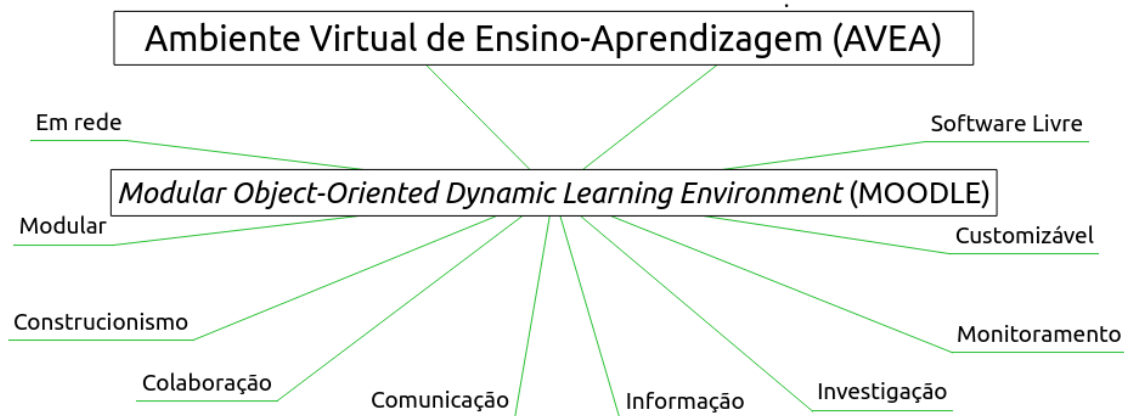 Ambiente Virtual de Ensino-Aprendizagem (AVEA)
Em rede
Software Livre
Modular Object-Oriented Dynamic Learning Environment (MOODLE)
Modular
Customizável
Construcionismo
Monitoramento
Colaboração
Comunicação
Informação
Investigação